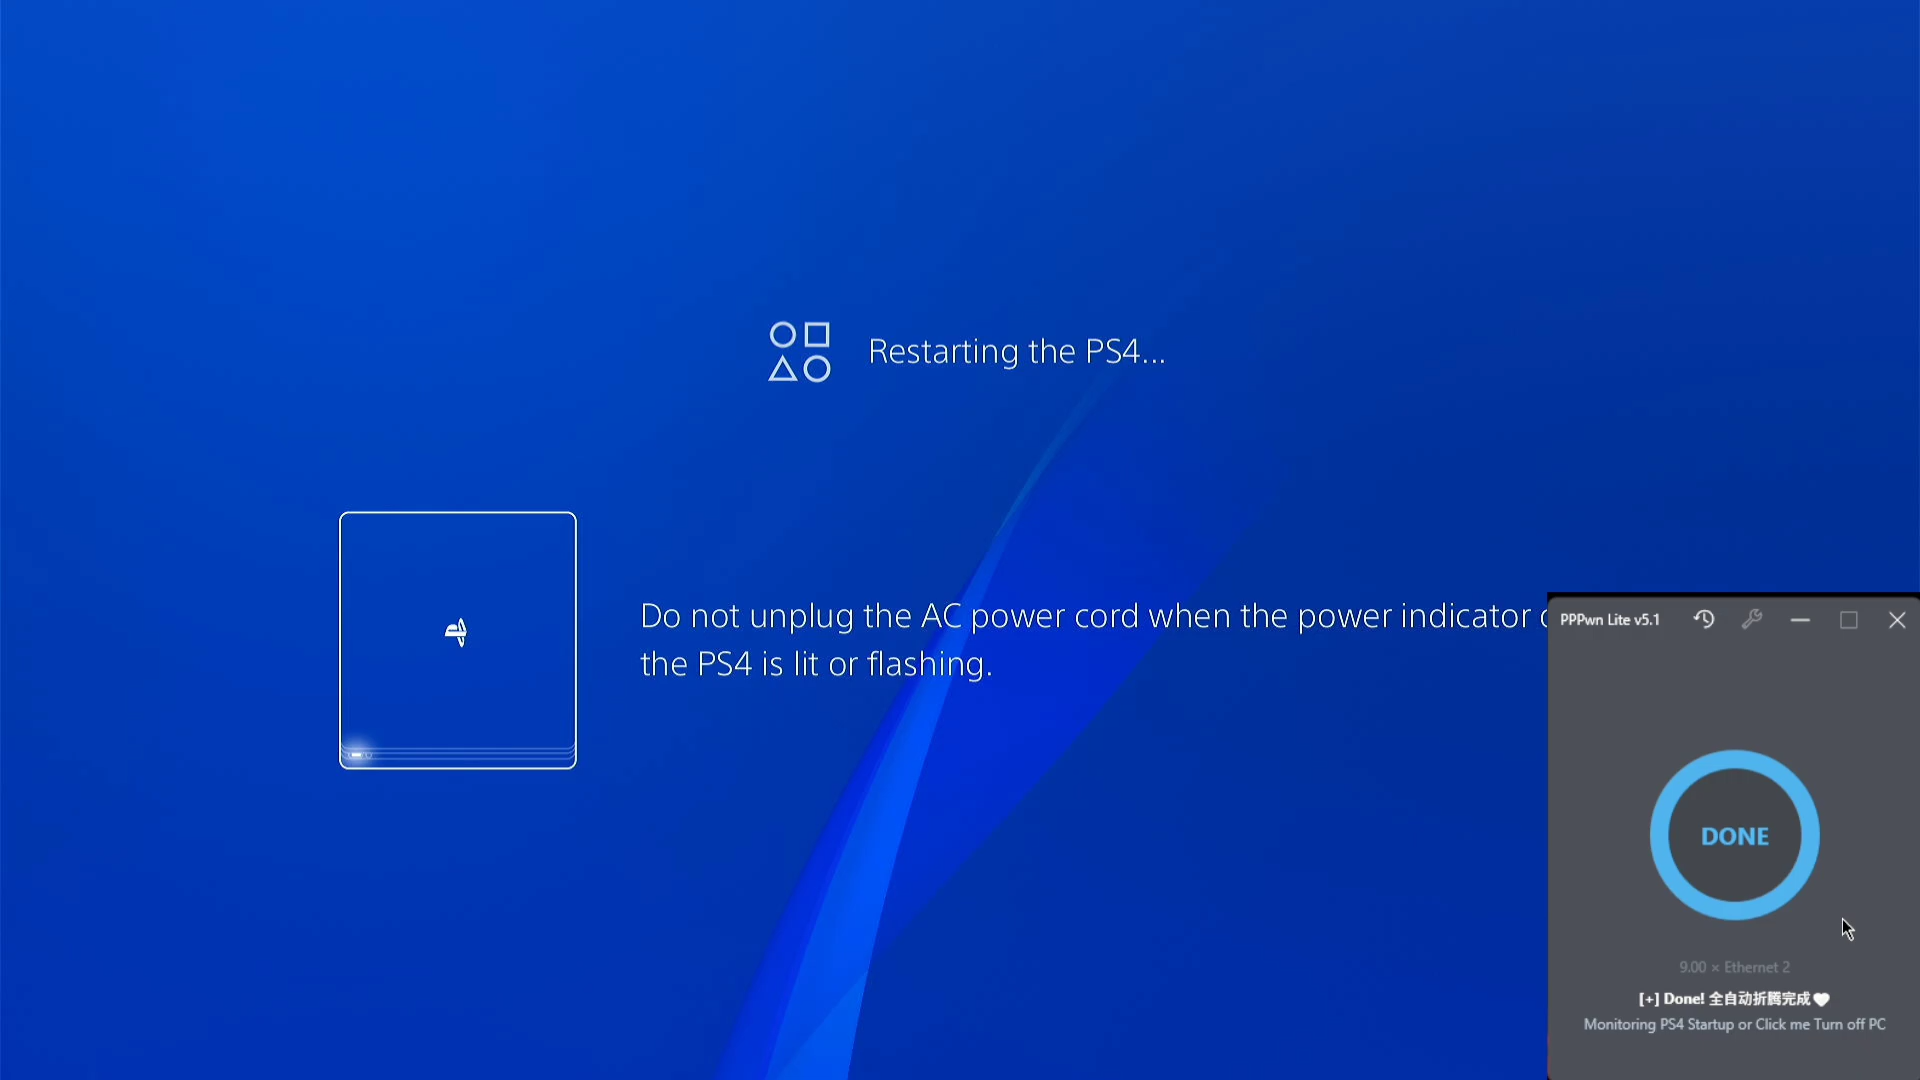 Restarting the PS4...
Do not unplug the AC power cord when the power indicator
the PS4 is lit or flashing.
PPPwn Lite v5.1
DONE
9.00 × Ethernet 2
[+] Done! 全自动折腾完成♥
Monitoring PS4 Startup or Click me Turn off PC